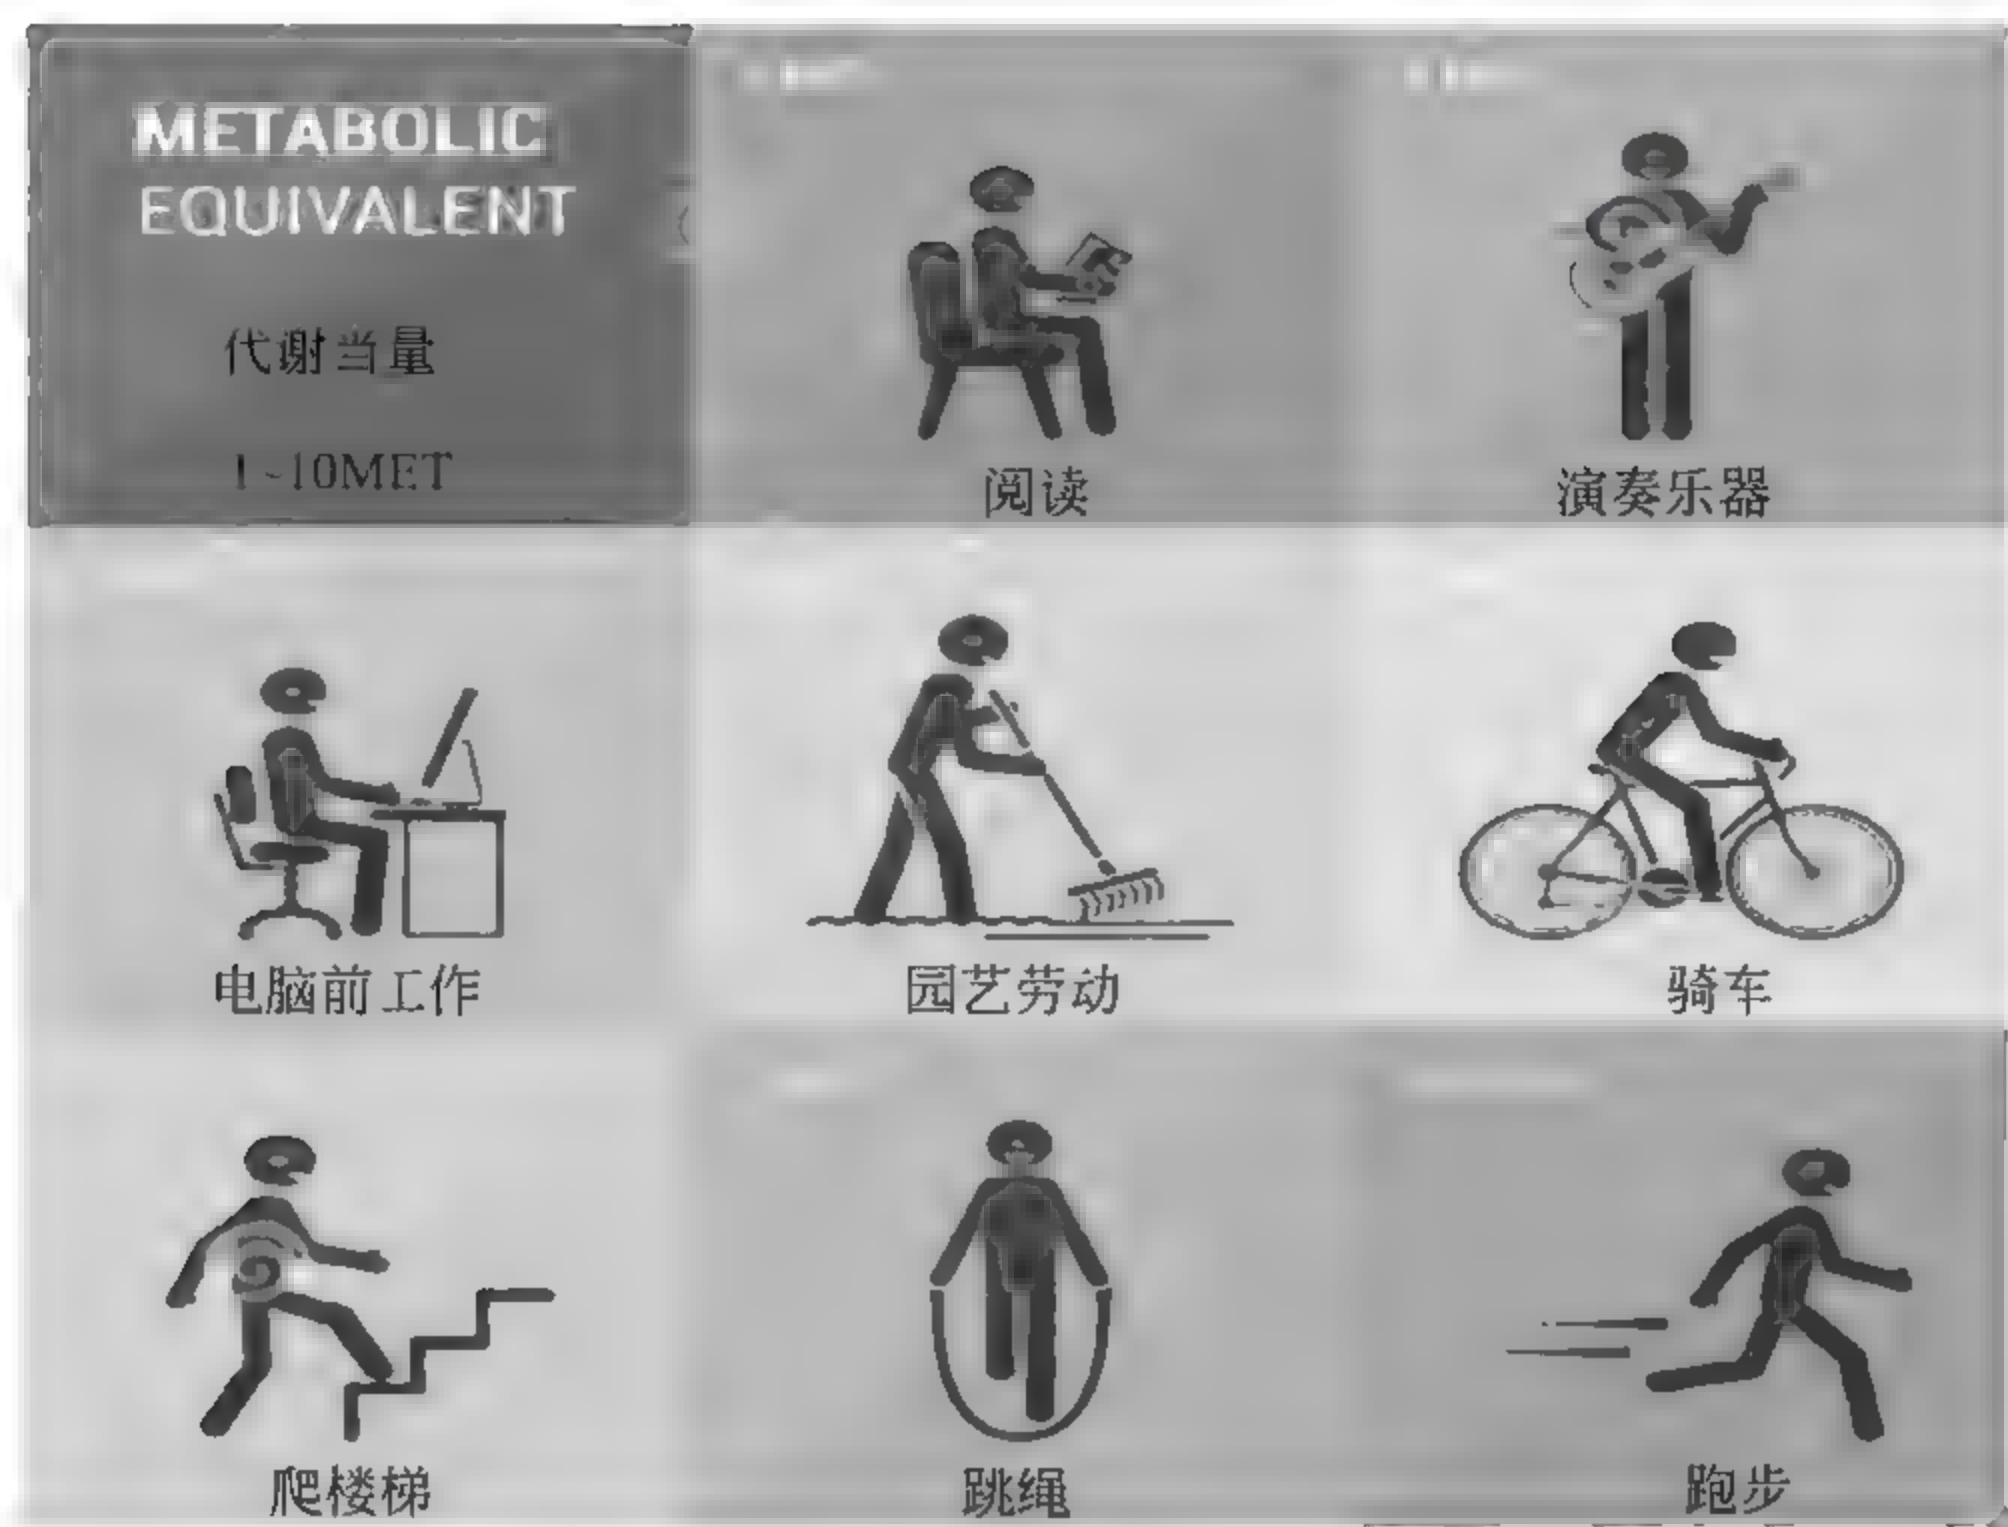 METABOLIC
EQUIVALENT
代谢当量
1~10MET
阅读
演奏乐器
电脑前工作
园艺劳动
骑车
爬楼梯
跳绳
跑步